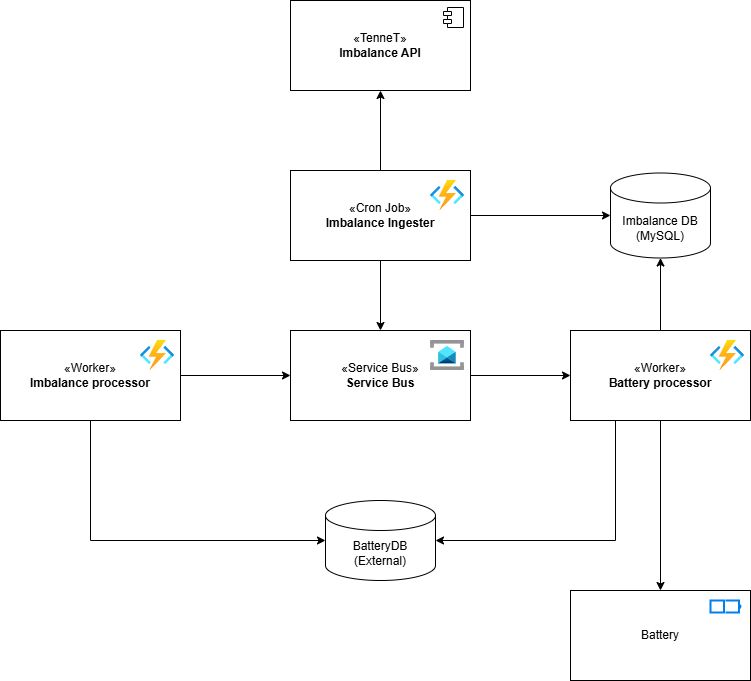 «TenneT»
Imbalance API
«Cron Job»
Imbalance Ingester
Imbalance DB
(MySQL)
«Worker»
Imbalance processor
«Service Bus»
Service Bus
«Worker»
Battery processor
BatteryDB
(External)
Battery